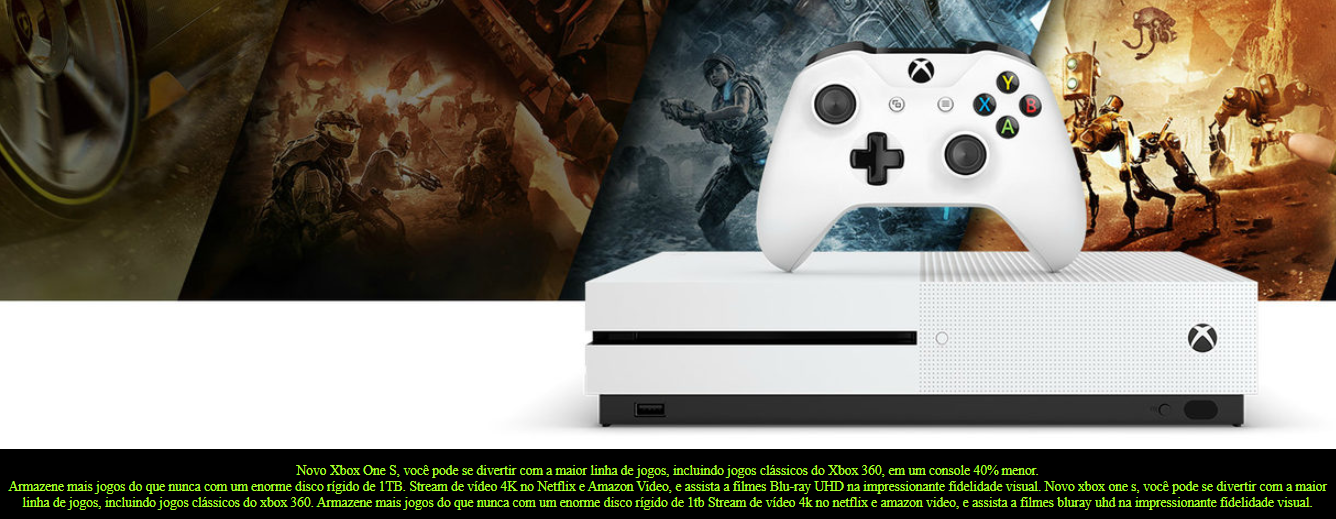 Y
X
B
A
Novo Xbox One S, você pode se divertir com a maior linha de jogos, incluindo jogos clássicos do Xbox 360, em um console 40% menor.
Armazene mais jogos do que nunca com um enorme disco rígido de 1TB. Stream de vídeo 4K no Netflix e Amazon Video, e assista a filmes Blu-ray UHD na impressionante fidelidade visual. Novo xbox one s, você pode se divertir com a maior
linha de jogos, incluindo jogos clássicos do xbox 360. Armazene mais jogos do que nunca com um enorme disco rígido de 1tb Stream de vídeo 4k no netflix e amazon video, e assista a filmes bluray uhd na impressionante fidelidade visual.